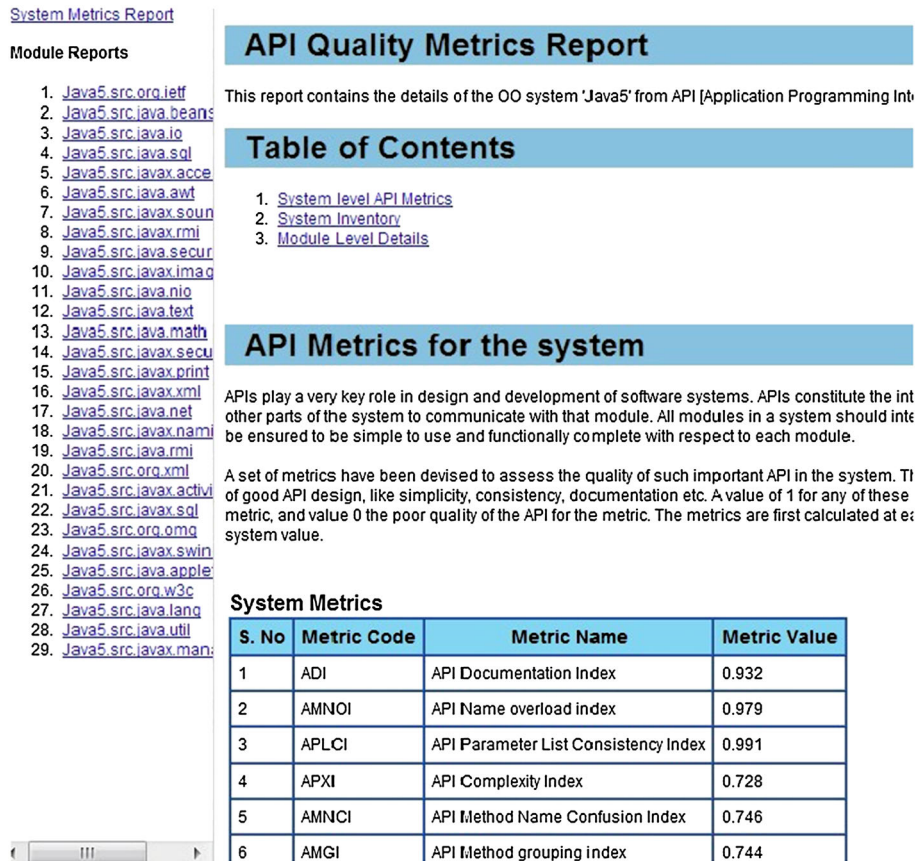 System Metrics Report
Module Reports
1. Java5.src.org.ietf
2. Java5.src.java.beans
3. Java5.src.java.io
4. Java5.src.java.sql
5. Java5.src.javax.acce
6. Java5.src.java.awt
7. Java5.src.javax.soun
8. Java5.src.javax.rmi
9. Java5.src.java.secur
10. Java5.src.javax.imag
11. Java5.src.java.nio
12. Java5.src.java.text
13. Java5.src.java.math
14. Java5.src.javax.secu
15. Java5.src.javax.print
16. Java5.src.javax.xml
17. Java5.src.java.net
18. Java5.src.javax.nami
19. Java5.src.java.rmi
20. Java5.src.org.xml
21. Java5.src.javax.activi
22. Java5.src.javax.sql
23. Java5.src.org.omg
24. Java5.src.javax.swin
25. Java5.src.java.applet
26. Java5.src.org.w3c
27. Java5.src.java.lang
28. Java5.src.java.util
29. Java5.src.javax.man
API Quality Metrics Report
This report contains the details of the OO system 'Java5' from API [Application Programming Int
Table of Contents
1. System level API Metrics
2. System Inventory
3. Module Level Details
API Metrics for the system
APIs play a very key role in design and development of software systems. APIs constitute the int
other parts of the system to communicate with that module. All modules in a system should inte
be ensured to be simple to use and functionally complete with respect to each module.
A set of metrics have been devised to assess the quality of such important API in the system. Th
of good API design, like simplicity, consistency, documentation etc. A value of 1 for any of these
metric, and value 0 the poor quality of the API for the metric. The metrics are first calculated at ea
system value.
System Metrics
S. No Metric Code Metric Name Metric Value
1 ADI API Documentation Index 0.932
2 AMNOI API Name overload index 0.979
3 APLCI API Parameter List Consistency Index 0.991
4 APXI API Complexity Index 0.728
5 AMNCI API Method Name Confusion Index 0.746
6 AMGI API Method grouping index 0.744